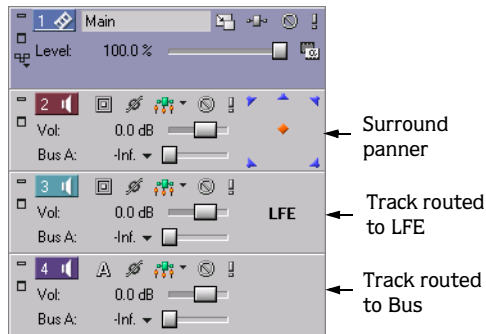 1 Main
Level: 100.0 %
2
Vol: 0.0 dB
Bus A: -Inf.
Surround
panner
3
Vol: 0.0 dB
Bus A: -Inf.
LFE
Track routed
to LFE
4 A
Vol: 0.0 dB
Bus A: -Inf.
Track routed
to Bus